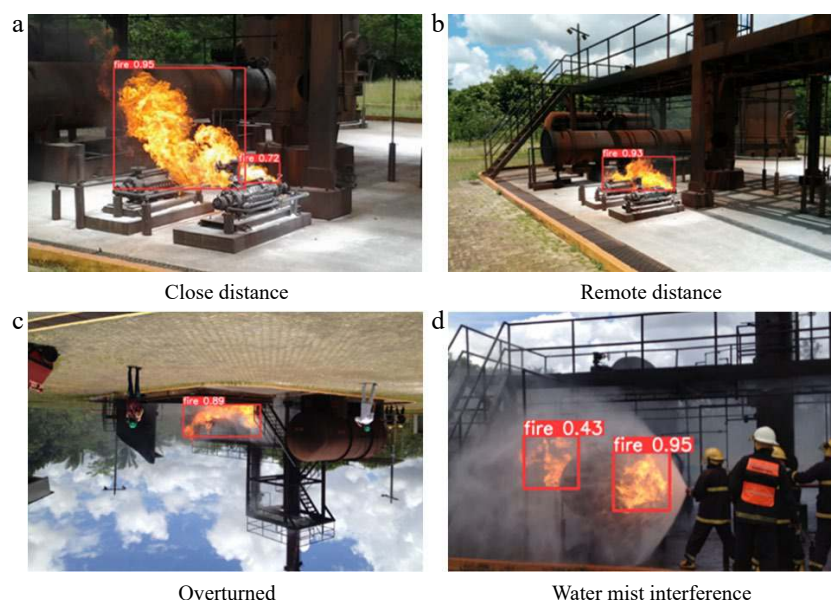 a
b
fire 0.95
fire 0.72
fire 0.93
Close distance
Remote distance
c
d
fire 0.89
fire 0.43
fire 0.95
Overturned
Water mist interference